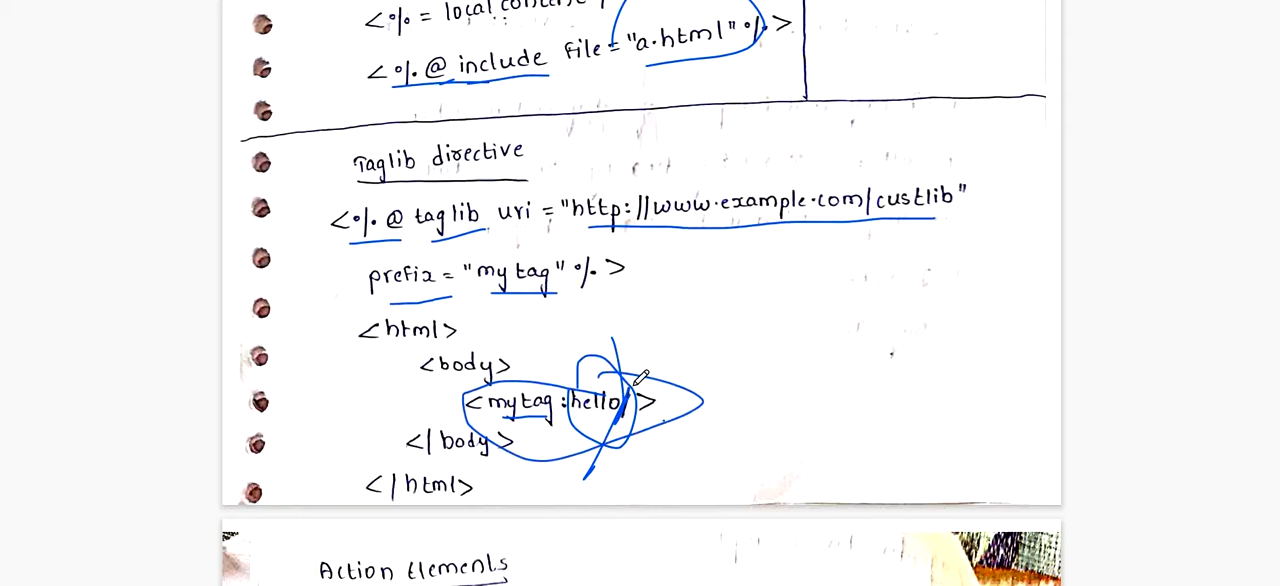 <% = local
<%@ include file = "a.html" %>
Taglib directive
<%@ taglib uri = "http://www.example.com/custlib"
prefix = "mytag" %>
<html>
<body>
<mytag:hello/>
</body>
</html>
Action Elements